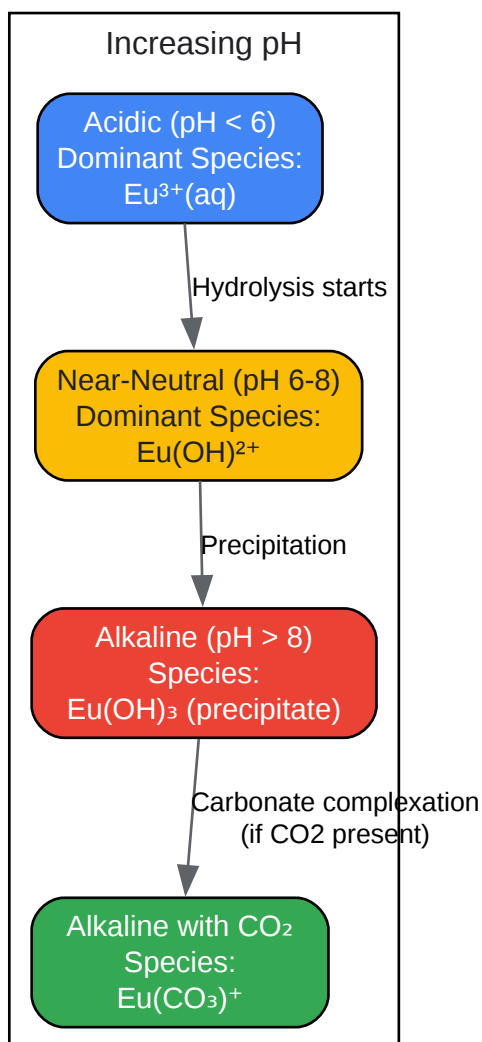 Increasing pH
Acidic (pH < 6)
Dominant Species:
Eu³⁺(aq)
Hydrolysis starts
Near-Neutral (pH 6-8)
Dominant Species:
Eu(OH)²⁺
Precipitation
Alkaline (pH > 8)
Species:
Eu(OH)₃ (precipitate)
Carbonate complexation
(if CO2 present)
Alkaline with CO₂
Species:
Eu(CO₃)⁺